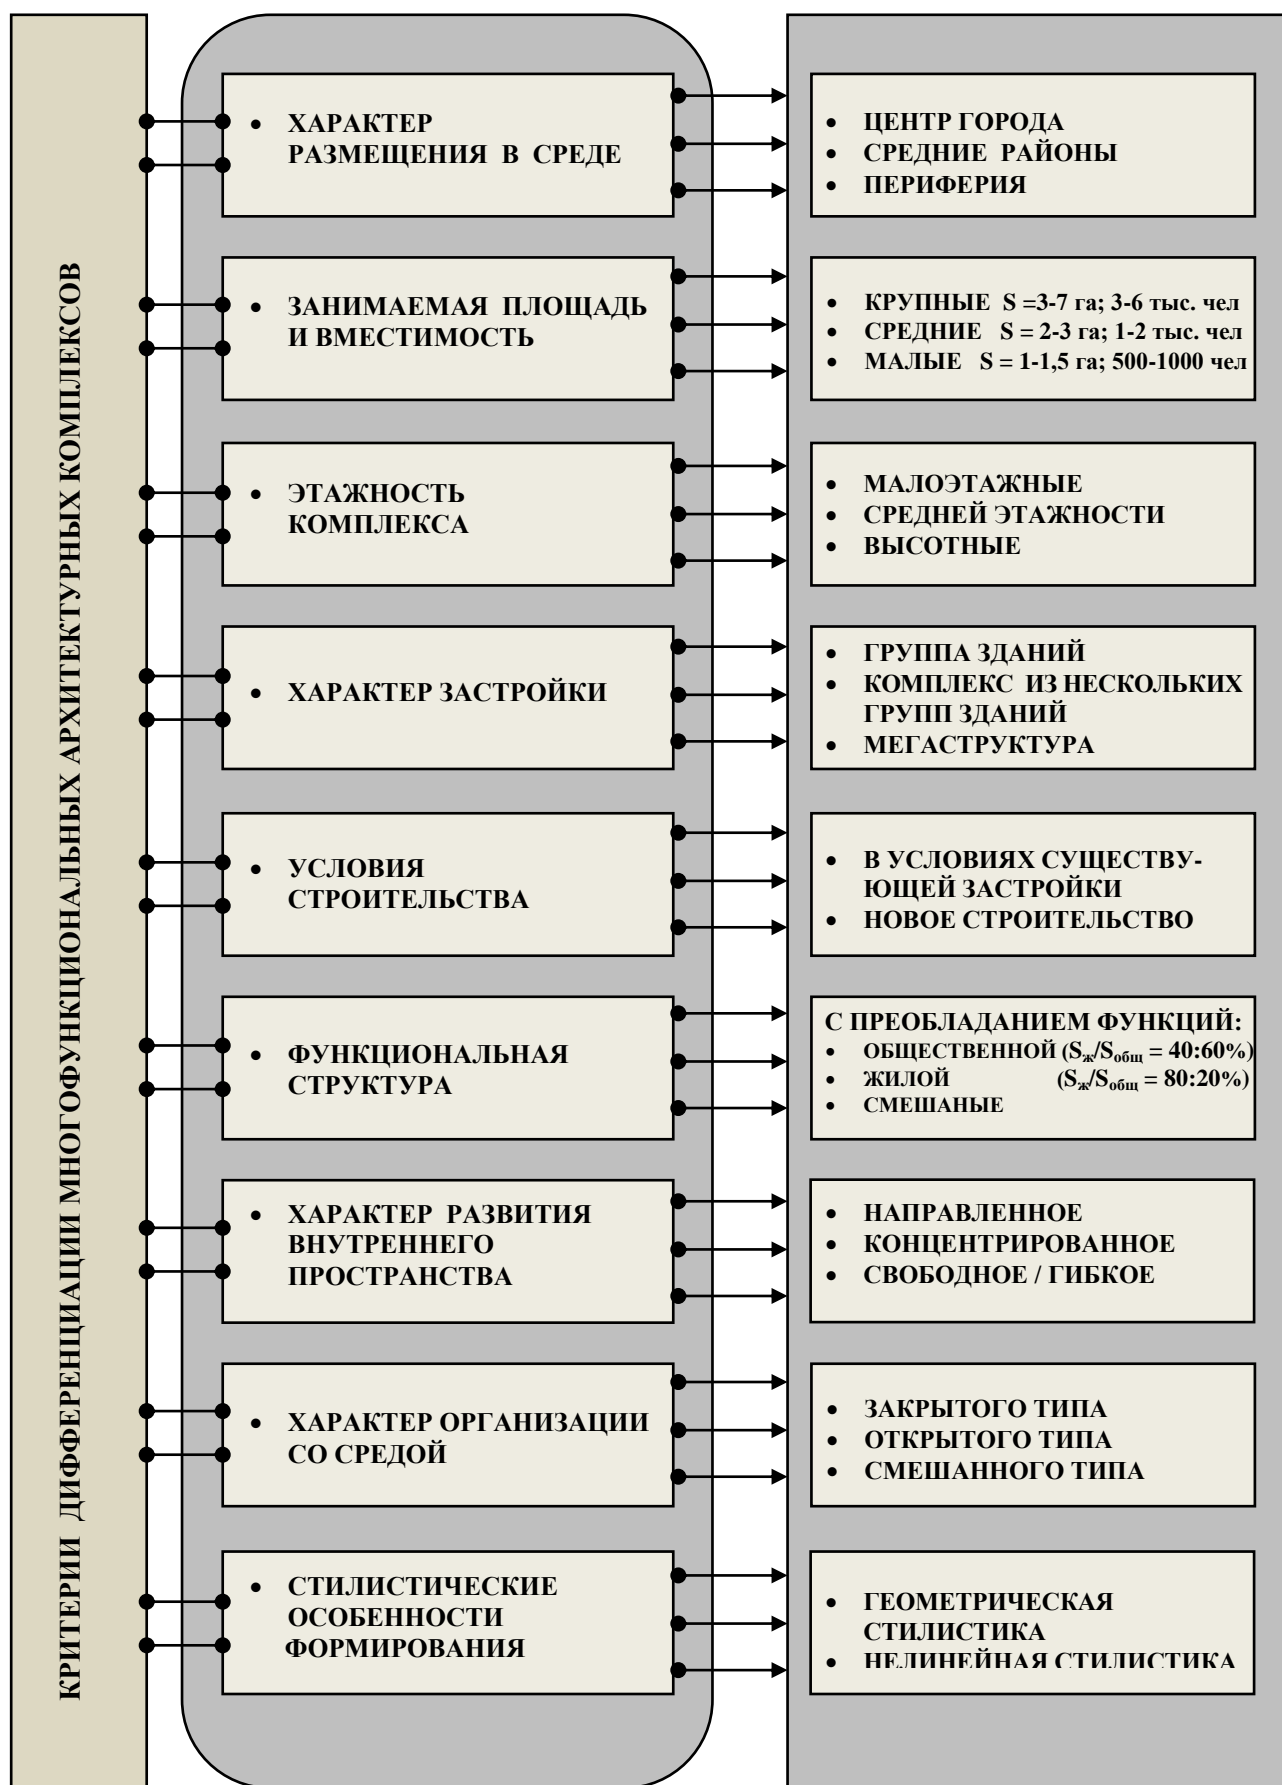 КРИТЕРИИ ДИФФЕРЕНЦИАЦИИ МНОГОФУНКЦИОНАЛЬНЫХ АРХИТЕКТУРНЫХ КОМПЛЕКСОВ
• ХАРАКТЕР
РАЗМЕЩЕНИЯ В СРЕДЕ
• ЦЕНТР ГОРОДА
• СРЕДНИЕ РАЙОНЫ
• ПЕРИФЕРИЯ
• ЗАНИМАЕМАЯ ПЛОЩАДЬ
И ВМЕСТИМОСТЬ
• КРУПНЫЕ S =3-7 га; 3-6 тыс. чел
• СРЕДНИЕ S = 2-3 га; 1-2 тыс. чел
• МАЛЫЕ S = 1-1,5 га; 500-1000 чел
• ЭТАЖНОСТЬ
КОМПЛЕКСА
• МАЛОЭТАЖНЫЕ
• СРЕДНЕЙ ЭТАЖНОСТИ
• ВЫСОТНЫЕ
• ХАРАКТЕР ЗАСТРОЙКИ
• ГРУППА ЗДАНИЙ
• КОМПЛЕКС ИЗ НЕСКОЛЬКИХ
ГРУПП ЗДАНИЙ
• МЕГАСТРУКТУРА
• УСЛОВИЯ
СТРОИТЕЛЬСТВА
• В УСЛОВИЯХ СУЩЕСТВУ-
ЮЩЕЙ ЗАСТРОЙКИ
• НОВОЕ СТРОИТЕЛЬСТВО
• ФУНКЦИОНАЛЬНАЯ
СТРУКТУРА
С ПРЕОБЛАДАНИЕМ ФУНКЦИЙ:
• ОБЩЕСТВЕННОЙ (Sж/Sобщ = 40:60%)
• ЖИЛОЙ (Sж/Sобщ = 80:20%)
• СМЕШАНЫЕ
• ХАРАКТЕР РАЗВИТИЯ
ВНУТРЕННЕГО
ПРОСТРАНСТВА
• НАПРАВЛЕННОЕ
• КОНЦЕНТРИРОВАННОЕ
• СВОБОДНОЕ / ГИБКОЕ
• ХАРАКТЕР ОРГАНИЗАЦИИ
СО СРЕДОЙ
• ЗАКРЫТОГО ТИПА
• ОТКРЫТОГО ТИПА
• СМЕШАННОГО ТИПА
• СТИЛИСТИЧЕСКИЕ
ОСОБЕННОСТИ
ФОРМИРОВАНИЯ
• ГЕОМЕТРИЧЕСКАЯ
СТИЛИСТИКА
• НЕЛИНЕЙНАЯ СТИЛИСТИКА